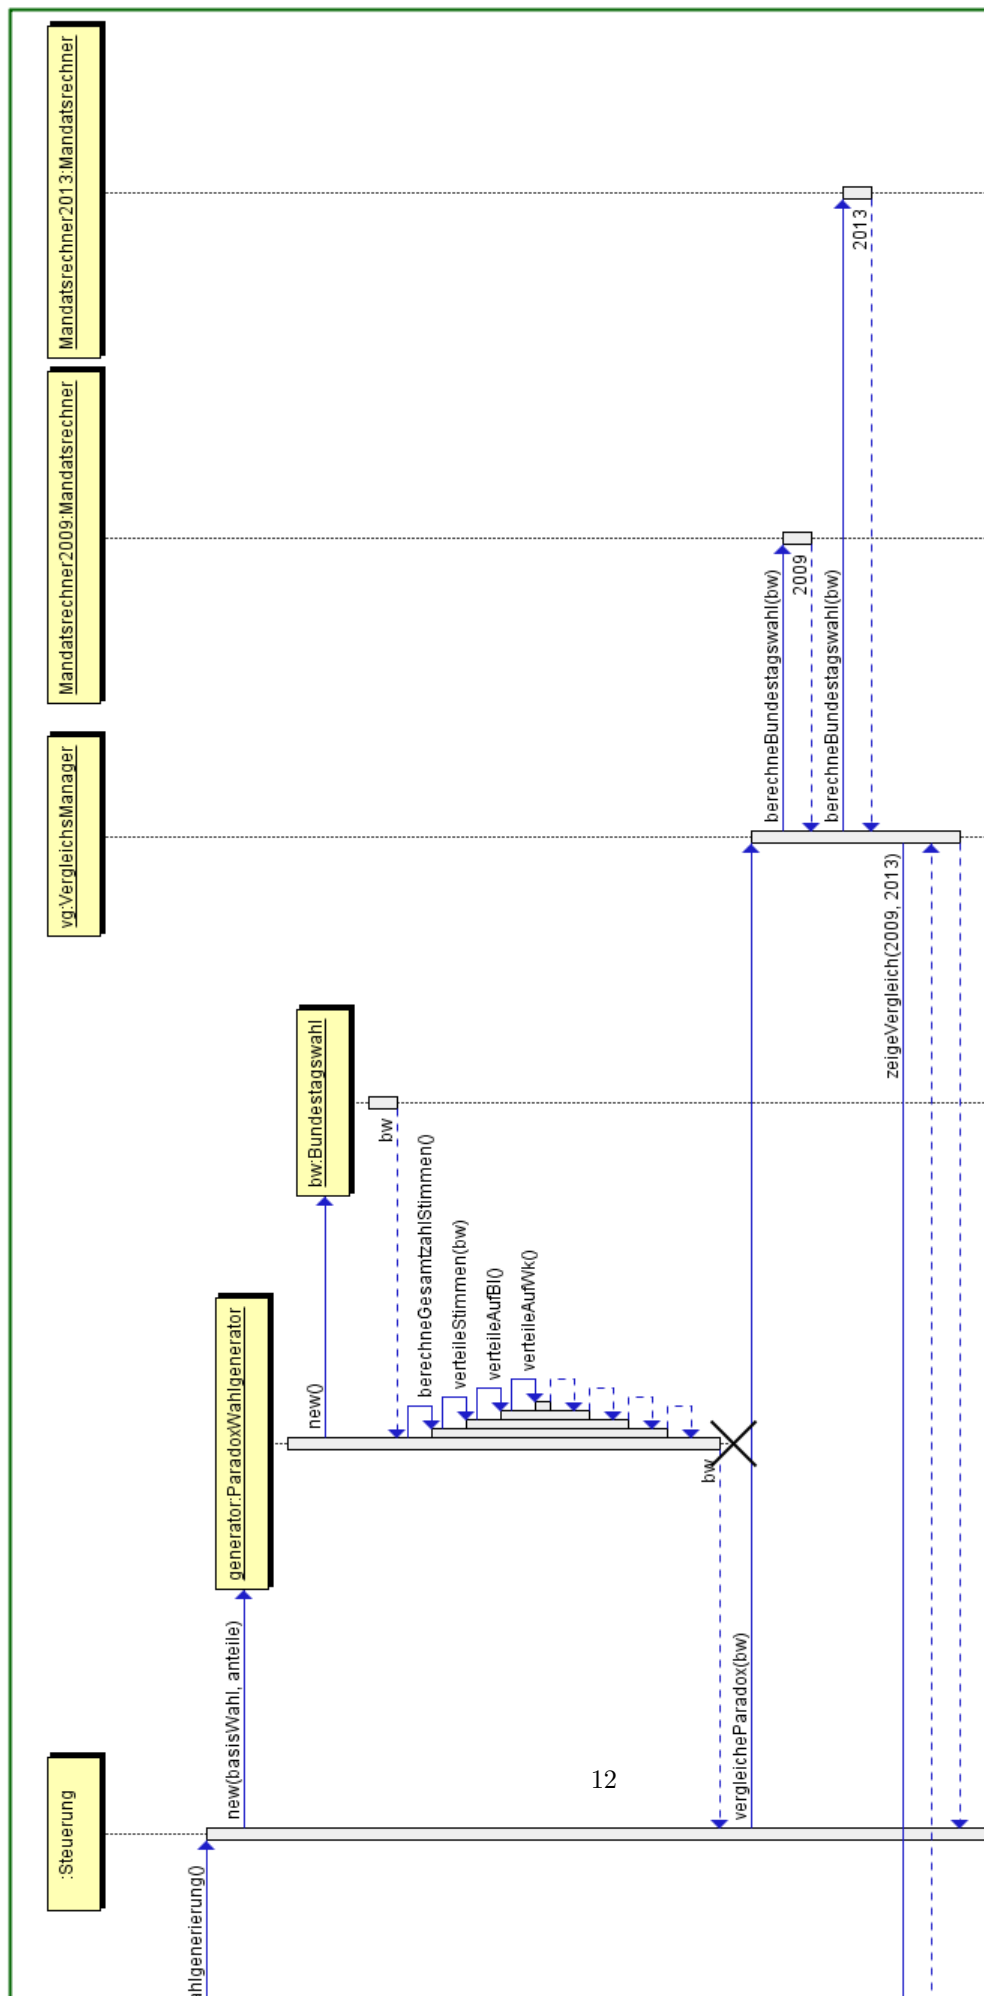 :Steuerung
generator:ParadoxWahlgenerator
bw:Bundestagswahl
vg:VergleichsManager
Mandatsrechner2009:Mandatsrechner
Mandatsrechner2013:Mandatsrechner
ahlgenerierung()
new(basisWahl, anteile)
new()
bw
berechneGesamtzahlStimmen()
verteileStimmen(bw)
verteileAufBl()
verteileAufWk()
bw
vergleicheParadox(bw)
berechneBundestagswahl(bw)
2009
berechneBundestagswahl(bw)
2013
zeigeVergleich(2009, 2013)
12